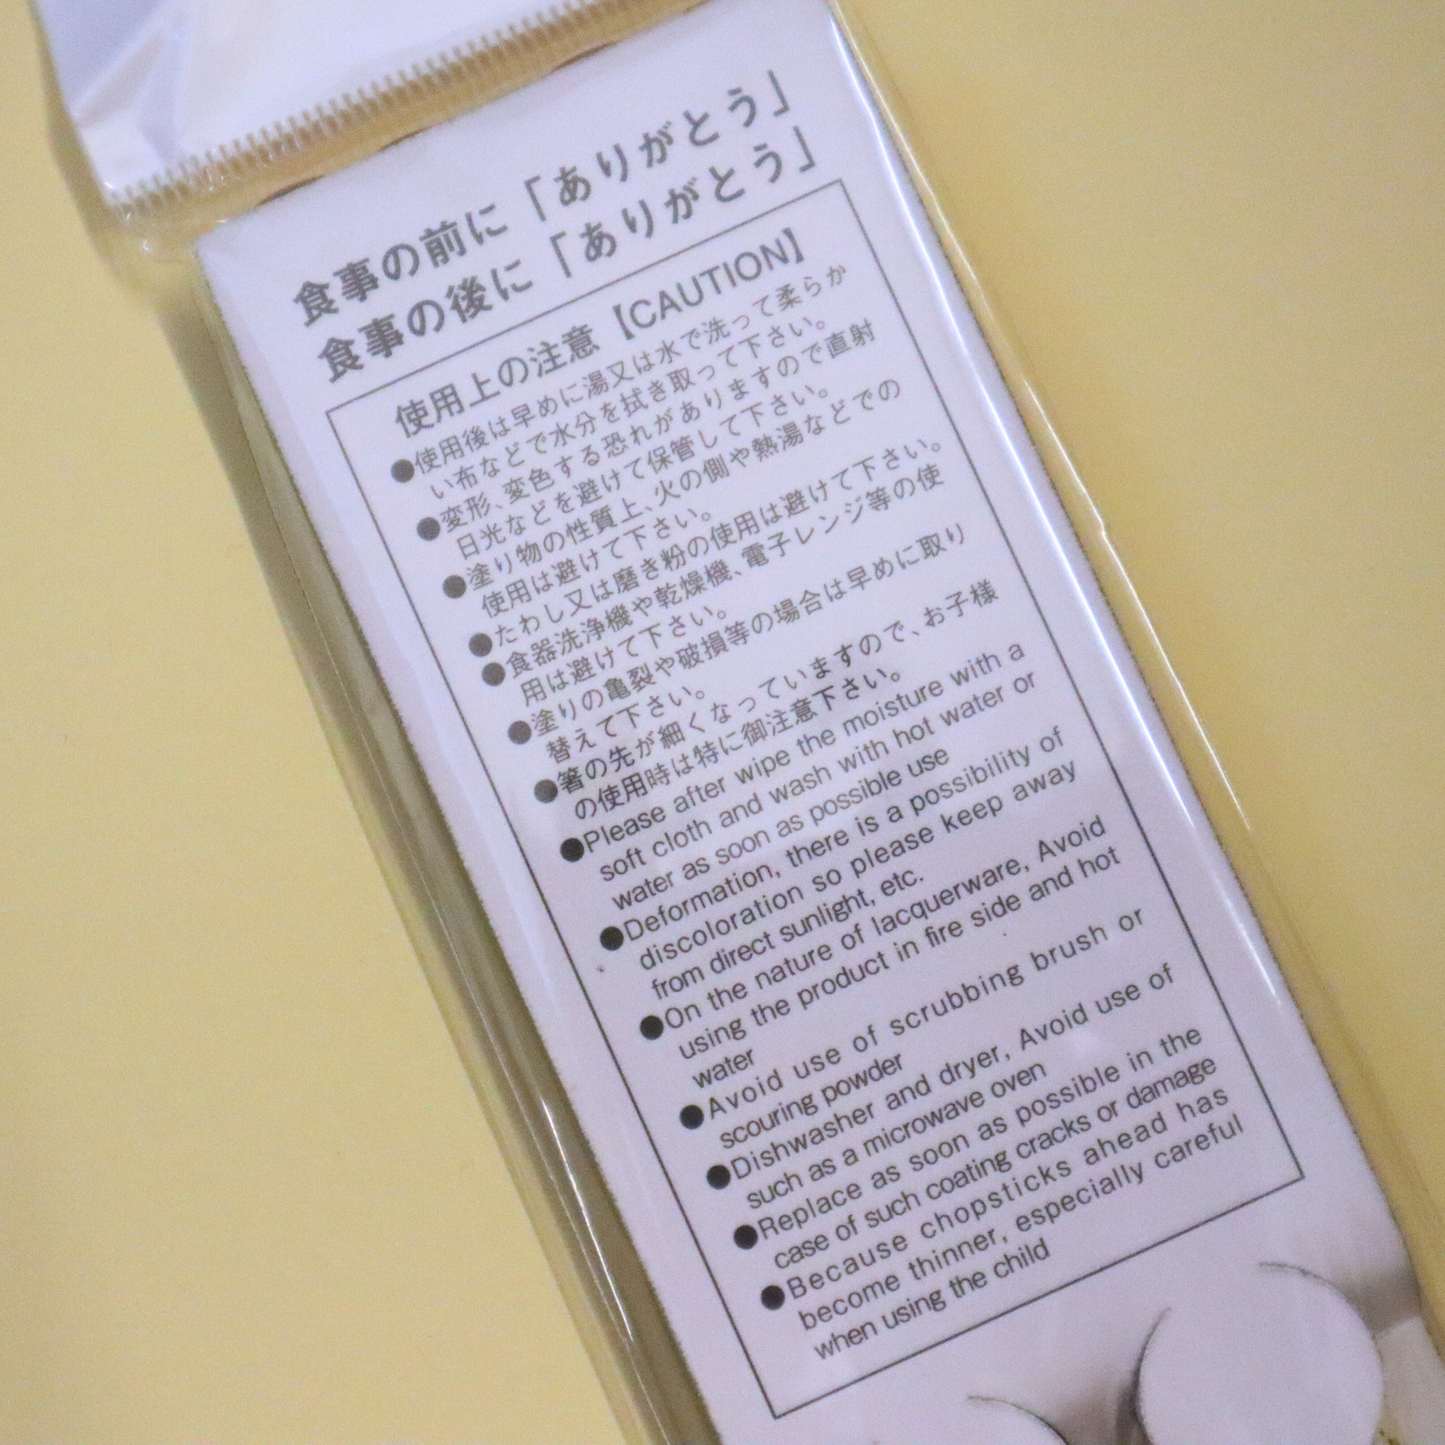 食事の前に「ありがとう」
食事の後に「ありがとう」
使用上の注意【CAUTION】
●使用後は早めに湯又は水で洗って柔らか
い布などで水分を拭き取って下さい。
●変形、変色する恐れがありますので直射
日光などを避けて保管して下さい。
●塗り物の性質上、火の側や熱湯などでの
使用は避けて下さい。
●たわし又は磨き粉の使用は避けて下さい。
●食器洗浄機や乾燥機、電子レンジ等の使
用は避けて下さい。
●塗りの亀裂や破損等の場合は早めに取り
替えて下さい。
●箸の先が細くなっていますので、お子様
の使用時は特に御注意下さい。
●Please after wipe the moisture with a
soft cloth and wash with hot water or
water as soon as possible use
●Deformation, there is a possibility of
discoloration so please keep away
from direct sunlight, etc.
●On the nature of lacquerware, Avoid
using the product in fire side and hot
water
●Avoid use of scrubbing brush or
scouring powder
●Dishwasher and dryer, Avoid use of
such as a microwave oven
●Replace as soon as possible in the
case of such coating cracks or damage
●Because chopsticks ahead has
become thinner, especially careful
when using the child